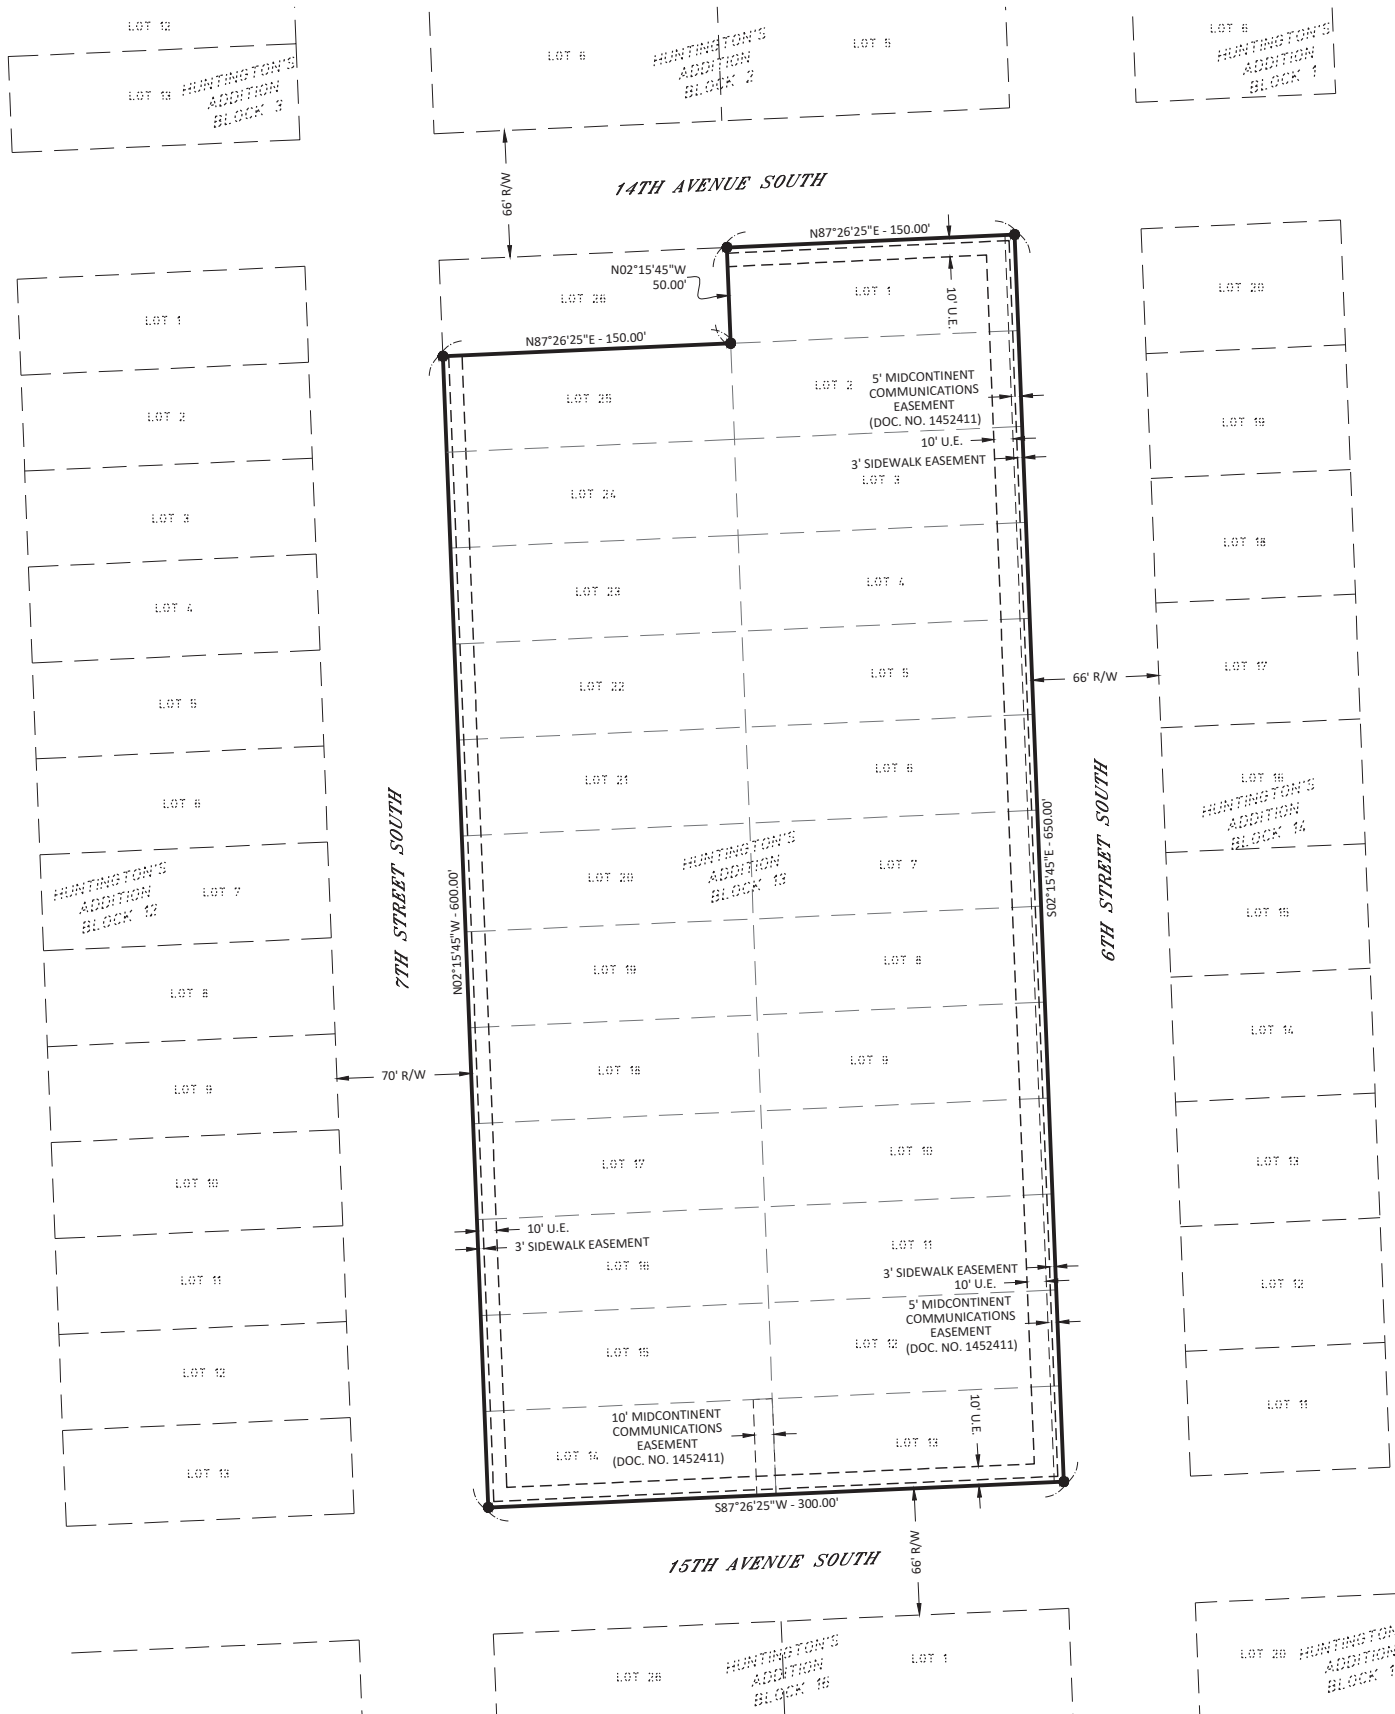 LOT 12
LOT 13
HUNTINGTON'S
ADDITION
BLOCK 3
LOT 6
HUNTINGTON'S
ADDITION
BLOCK 2
LOT 5
LOT 6
HUNTINGTON'S
ADDITION
BLOCK 1
66' R/W
14TH AVENUE SOUTH
N87°26'25"E - 150.00'
N02°15'45"W
50.00'
LOT 26
LOT 1
10' U.E.
N87°26'25"E - 150.00'
LOT 25
LOT 2
5' MIDCONTINENT
COMMUNICATIONS
EASEMENT
(DOC. NO. 1452411)
10' U.E.
3' SIDEWALK EASEMENT
LOT 24
LOT 3
LOT 23
LOT 4
LOT 22
LOT 5
LOT 21
LOT 6
HUNTINGTON'S
ADDITION
BLOCK 13
LOT 20
LOT 7
LOT 19
LOT 8
LOT 18
LOT 9
LOT 17
LOT 10
10' U.E.
3' SIDEWALK EASEMENT
LOT 16
LOT 11
3' SIDEWALK EASEMENT
10' U.E.
5' MIDCONTINENT
COMMUNICATIONS
EASEMENT
(DOC. NO. 1452411)
LOT 15
LOT 12
10' MIDCONTINENT
COMMUNICATIONS
EASEMENT
(DOC. NO. 1452411)
LOT 14
LOT 13
10' U.E.
S87°26'25"W - 300.00'
N02°15'45"W - 600.00'
S02°15'45"E - 650.00'
7TH STREET SOUTH
70' R/W
6TH STREET SOUTH
66' R/W
LOT 1
LOT 2
LOT 3
LOT 4
LOT 5
LOT 6
HUNTINGTON'S
ADDITION
BLOCK 12
LOT 7
LOT 8
LOT 9
LOT 10
LOT 11
LOT 12
LOT 13
LOT 20
LOT 19
LOT 18
LOT 17
LOT 16
HUNTINGTON'S
ADDITION
BLOCK 14
LOT 15
LOT 14
LOT 13
LOT 12
LOT 11
15TH AVENUE SOUTH
66' R/W
LOT 26
HUNTINGTON'S
ADDITION
BLOCK 16
LOT 1
LOT 20
ADDITION
BLOCK